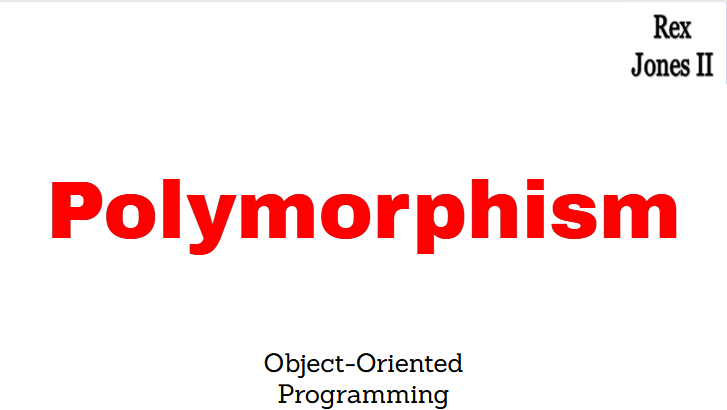 Rex
Jones II
Polymorphism
Object-Oriented
Programming